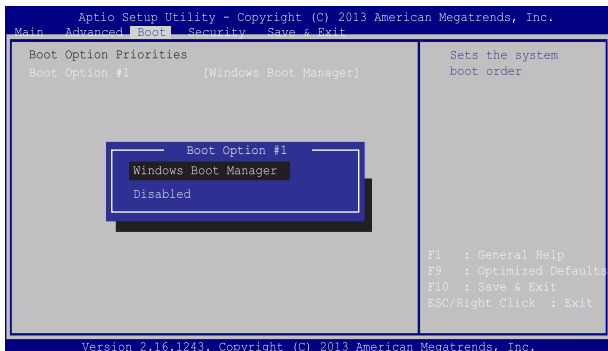 Aptio Setup Utility - Copyright (C) 2013 American Megatrends, Inc.
Main Advanced Boot Security Save & Exit
Boot Option Priorities
Boot Option #1 [Windows Boot Manager]
Sets the system
boot order
Boot Option #1
Windows Boot Manager
Disabled
F1 : General Help
F9 : Optimized Defaults
F10 : Save & Exit
ESC/Right Click : Exit
Version 2.16.1243. Copyright (C) 2013 American Megatrends, Inc.